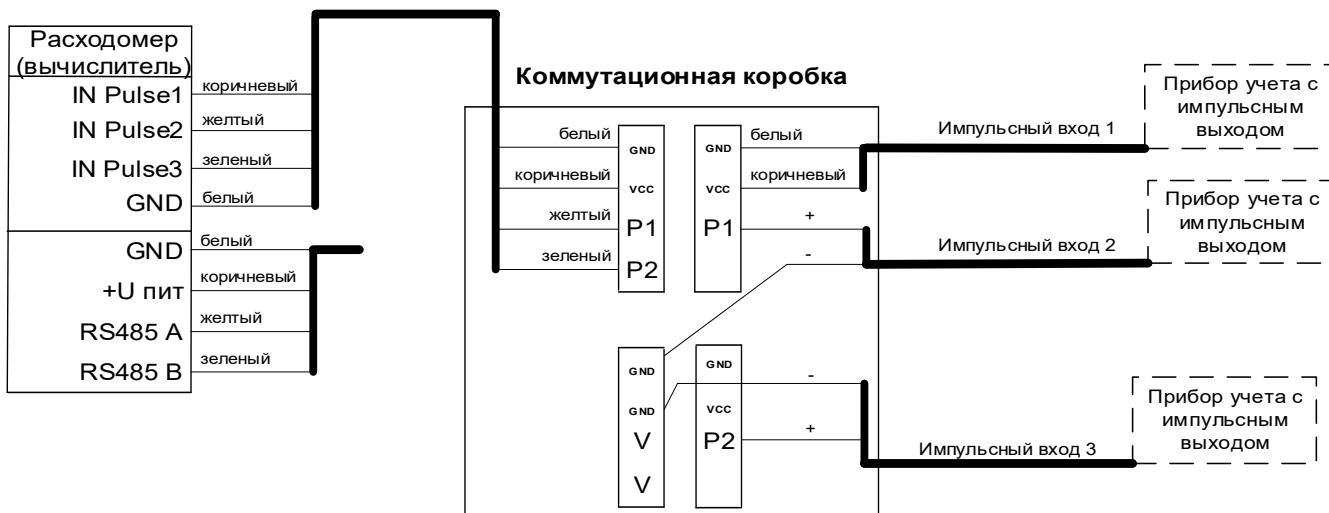 Расходомер
(вычислитель)
IN Pulse1
коричневый
IN Pulse2
желтый
IN Pulse3
зеленый
GND
белый
GND
белый
+U пит
коричневый
RS485 A
желтый
RS485 B
зеленый
Коммутационная коробка
белый
GND
коричневый
VCC
желтый
P1
зеленый
P2
GND
белый
VCC
коричневый
P1
+
-
GND
GND
V
V
GND
VCC
P2
-
+
Импульсный вход 1
Прибор учета с
импульсным
выходом
Импульсный вход 2
Прибор учета с
импульсным
выходом
Импульсный вход 3
Прибор учета с
импульсным
выходом